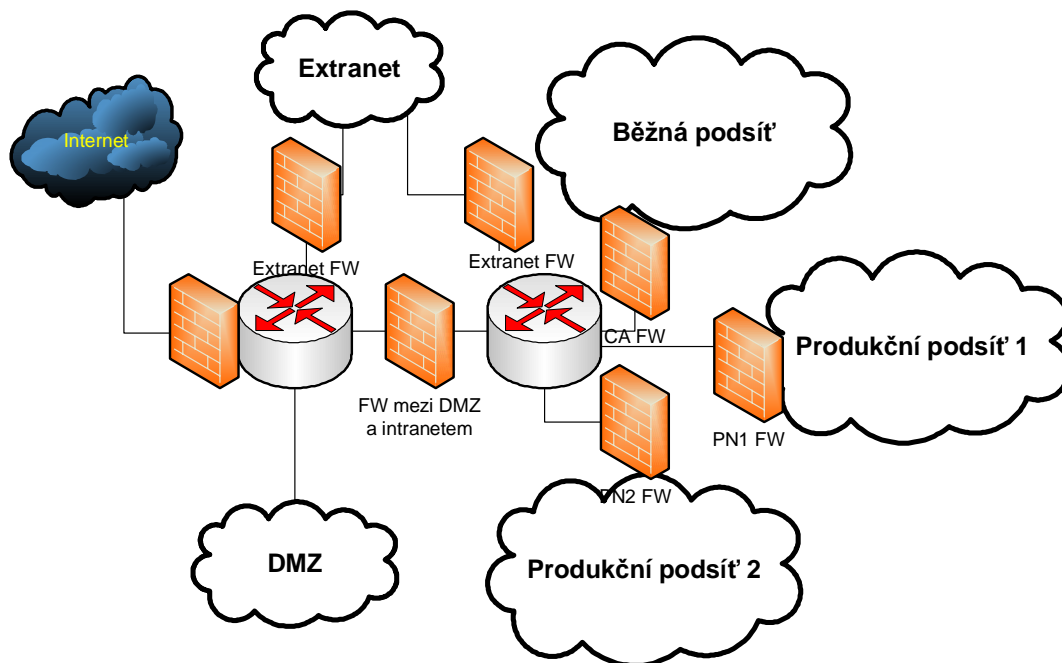 Extranet
Běžná podsíť
Internet
Extranet FW
Extranet FW
CA FW
Produkční podsíť 1
FW mezi DMZ
a intranetem
PN1 FW
PN2 FW
DMZ
Produkční podsíť 2